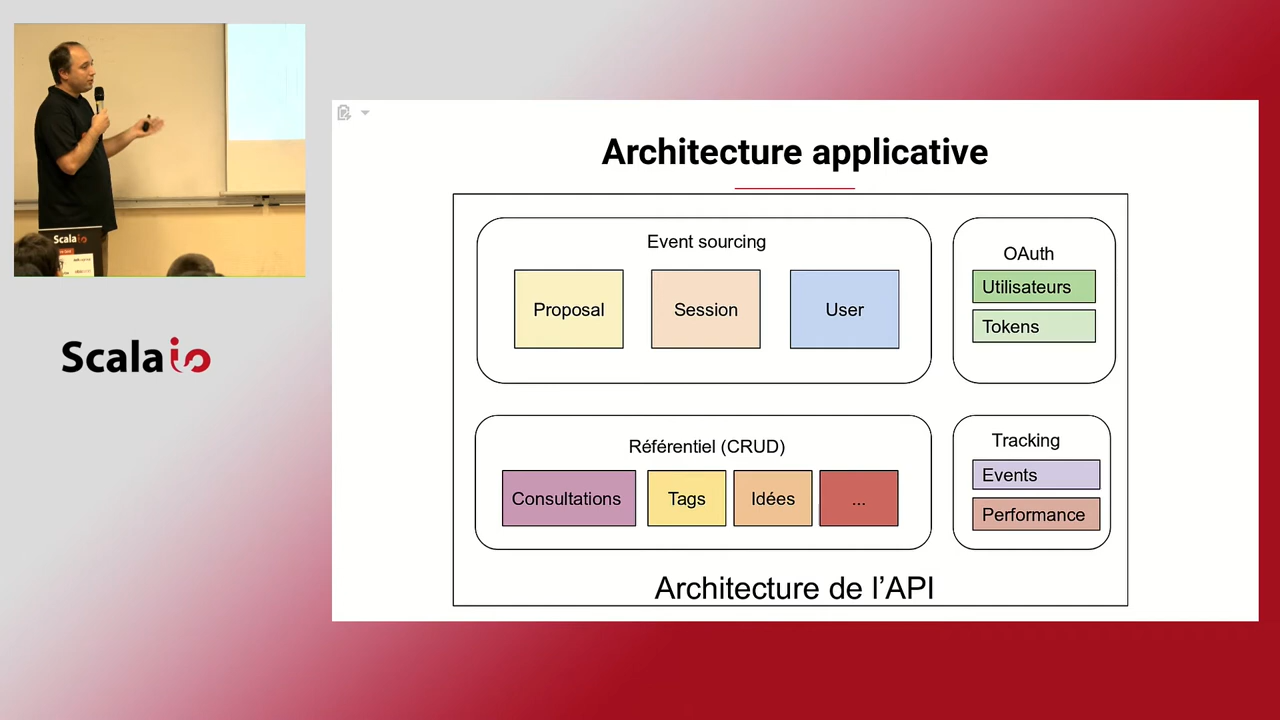 Scalaio
Scalaio
Architecture applicative
Event sourcing
Proposal
Session
User
OAuth
Utilisateurs
Tokens
Référentiel (CRUD)
Consultations
Tags
Idées
...
Tracking
Events
Performance
Architecture de l’API